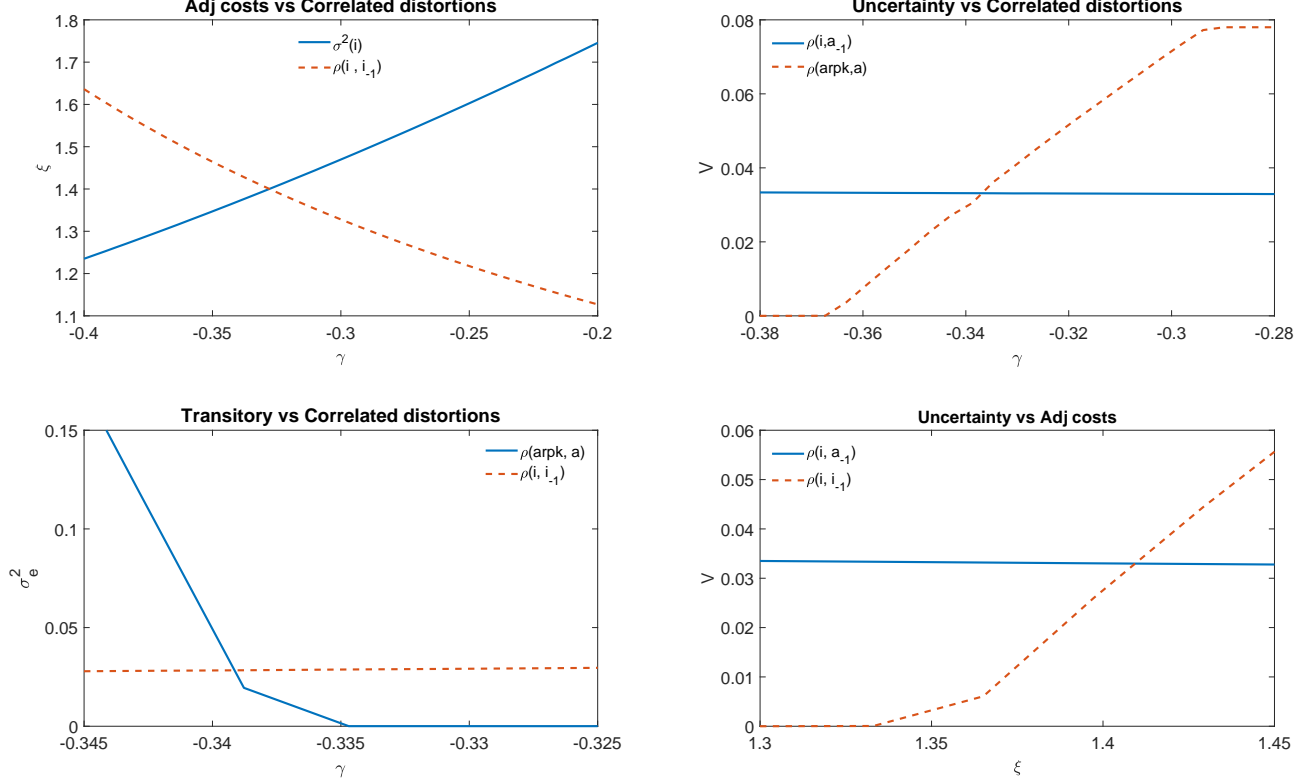 Adj costs vs Correlated distortions
σ²(i)
ρ(i , i₋₁)
1.8
1.7
1.6
1.5
1.4
1.3
1.2
1.1
ξ
-0.4
-0.35
-0.3
-0.25
-0.2
γ
Uncertainty vs Correlated distortions
ρ(i,a₋₁)
ρ(arpk,a)
0.08
0.06
0.04
0.02
0
V
-0.38
-0.36
-0.34
-0.32
-0.3
-0.28
γ
Transitory vs Correlated distortions
ρ(arpk, a)
ρ(i, i₋₁)
0.15
0.1
0.05
0
σ²ₑ
-0.345
-0.34
-0.335
-0.33
-0.325
γ
Uncertainty vs Adj costs
ρ(i, a₋₁)
ρ(i, i₋₁)
0.06
0.05
0.04
0.03
0.02
0.01
0
V
1.3
1.35
1.4
1.45
ξ